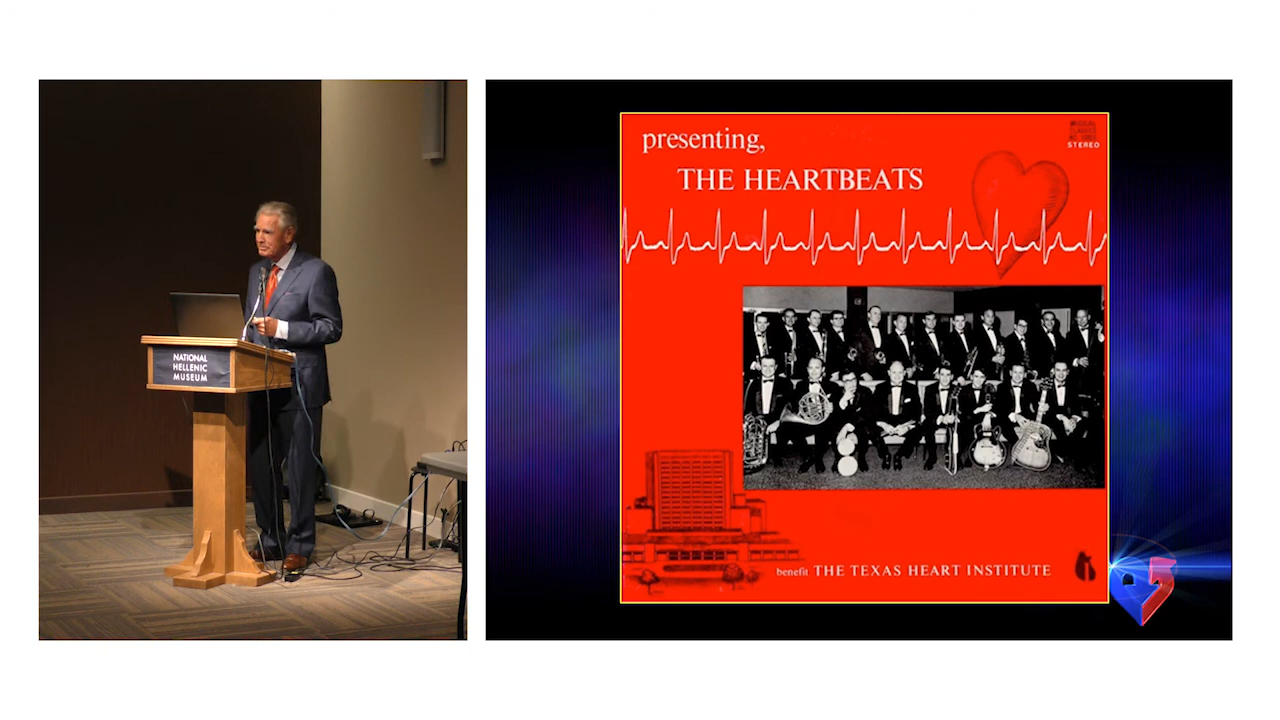 NATIONAL
HELLENIC
MUSEUM
presenting,
THE HEARTBEATS
STEREO
benefit THE TEXAS HEART INSTITUTE